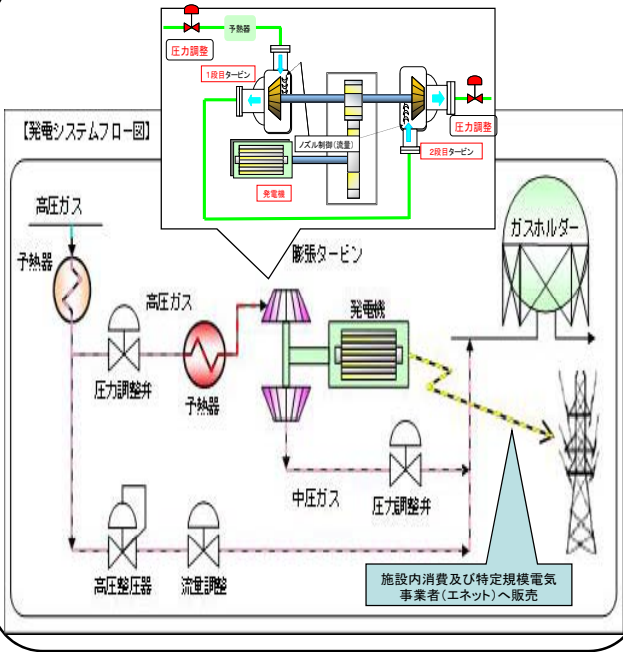 予熱器
圧力調整
1段目タービン
圧力調整
ノズル制御(流量)
2段目タービン
発電機
【発電システムフロー図】
高圧ガス
ガスホルダー
膨張タービン
予熱器
高圧ガス
発電機
圧力調整弁
予熱器
中圧ガス
圧力調整弁
高圧整圧器
流量調整
施設内消費及び特定規模電気
事業者(エネット)へ販売